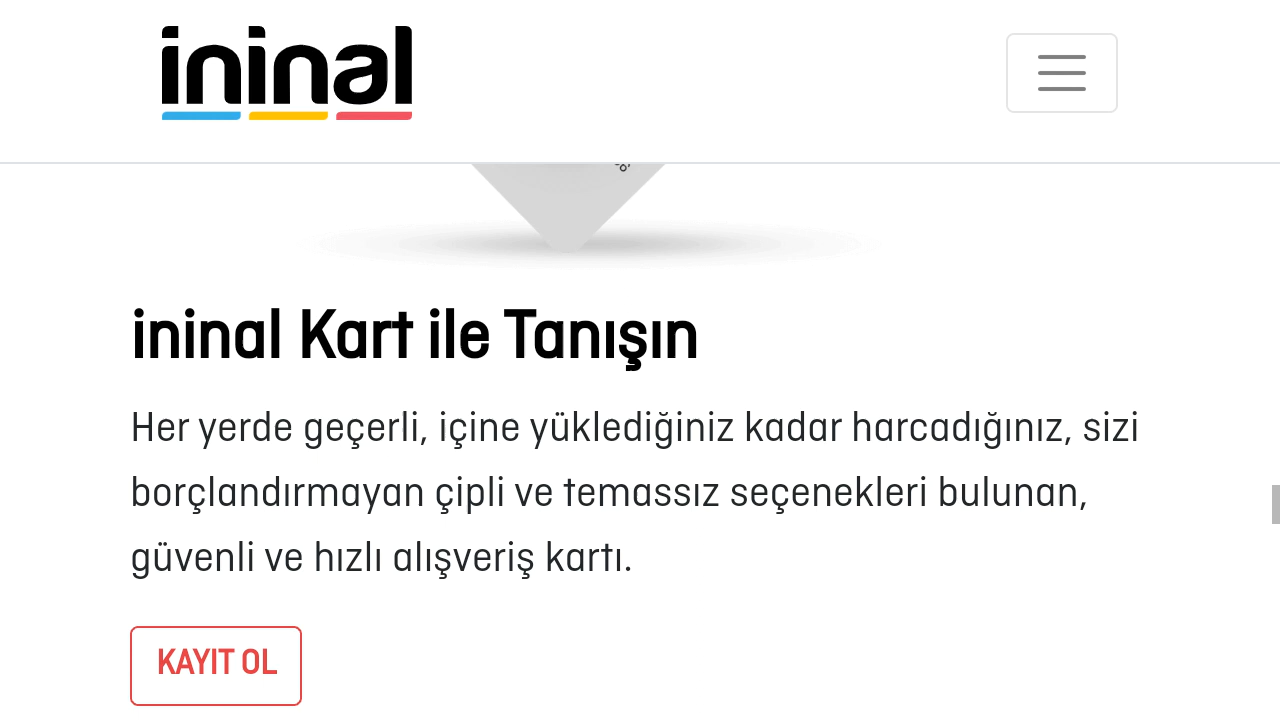 ininal
ininal Kart ile Tanışın
Her yerde geçerli, içine yüklediğiniz kadar harcadığınız, sizi
borçlandırmayan çipli ve temassız seçenekleri bulunan,
güvenli ve hızlı alışveriş kartı.
KAYIT OL